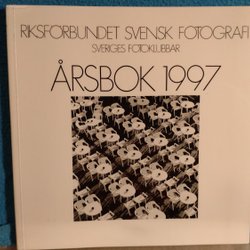 RIKSFÖRBUNDET SVENSK FOTOGRAFI
SVERIGES FOTOKLUBBAR
ÅRSBOK 1997